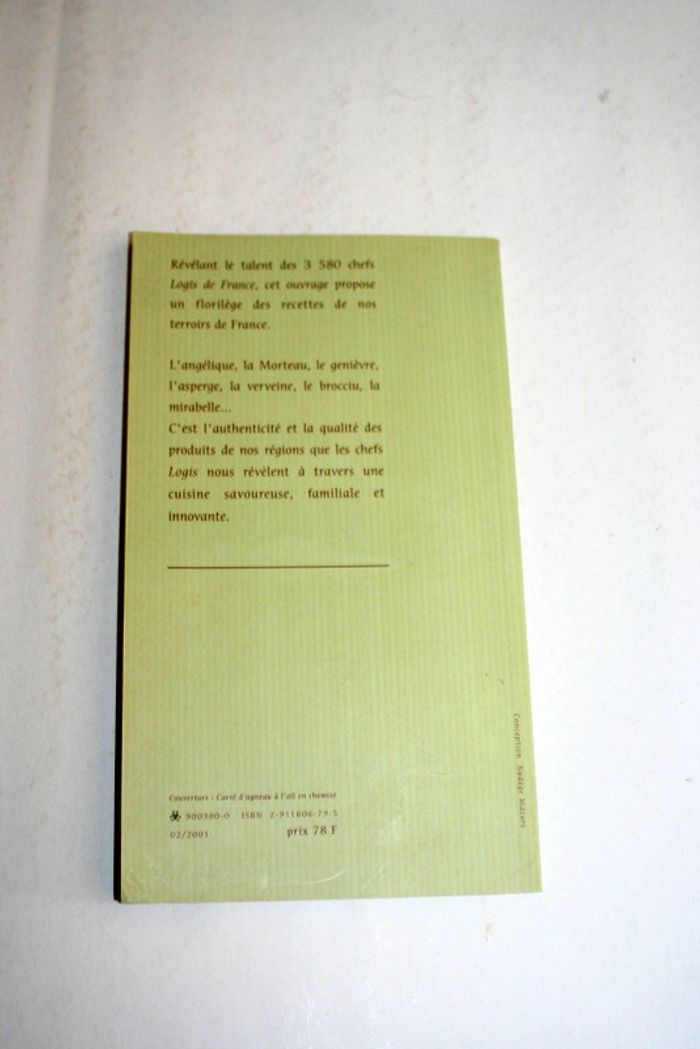 Révélant le talent des 3 580 chefs
Logis de France, cet ouvrage propose
un florilège des recettes de nos
terroirs de France.
L'angélique, la Morteau, le genièvre,
l'asperge, la verveine, le brocciu, la
mirabelle...
C'est l'authenticité et la qualité des
produits de nos régions que les chefs
Logis nous révèlent à travers une
cuisine savoureuse, familiale et
innovante.
Couverture : Carré d'agneau à l'ail en chemise
900300-0 ISBN 2-911606-79-5
02/2001 prix 78 F
Conception Nadège Mazars